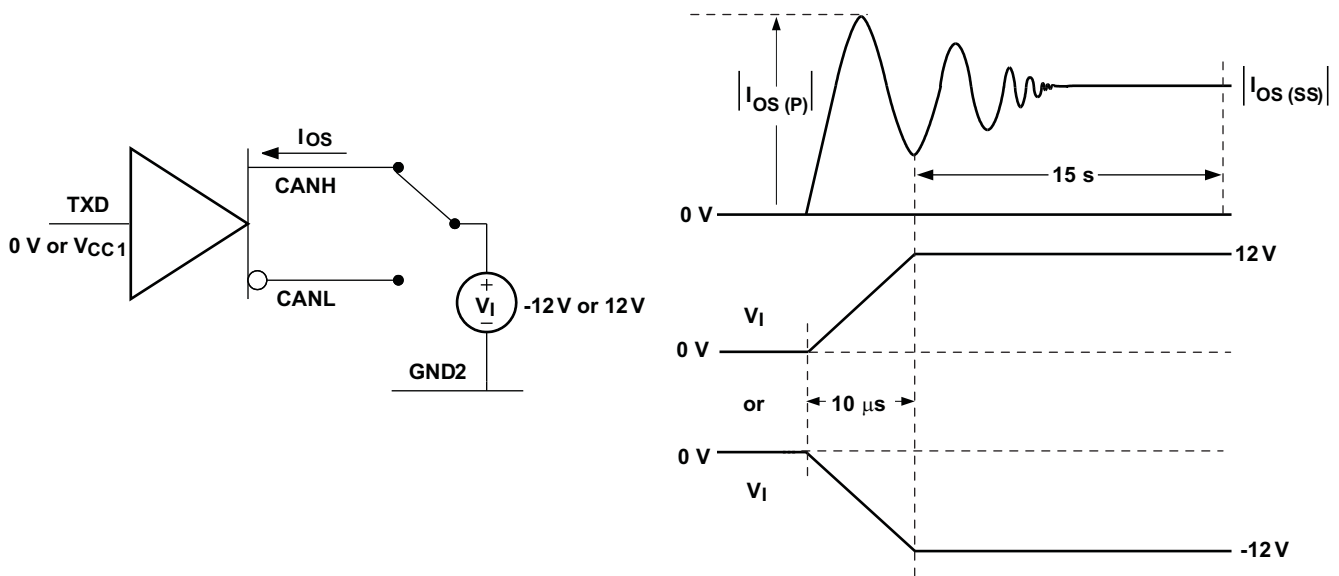 TXD
0 V or VCC1
IOS
CANH
CANL
+
VI
−
-12 V or 12 V
GND2
|IOS (P)|
|IOS (SS)|
15 s
0 V
12 V
VI
0 V
or
10 μs
0 V
VI
-12 V